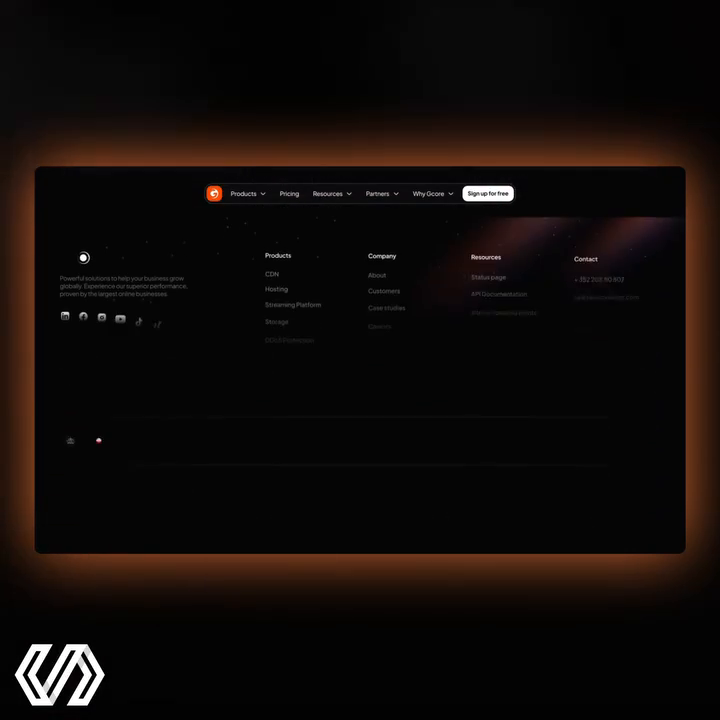 Products
Pricing
Resources
Partners
Why Gcore
Sign up for free
Powerful solutions to help your business grow
globally. Experience our superior performance,
proven by the largest online businesses.
Products
CDN
Hosting
Streaming Platform
Storage
Company
About
Customers
Case studies
Resources
Status page
API Documentation
Contact